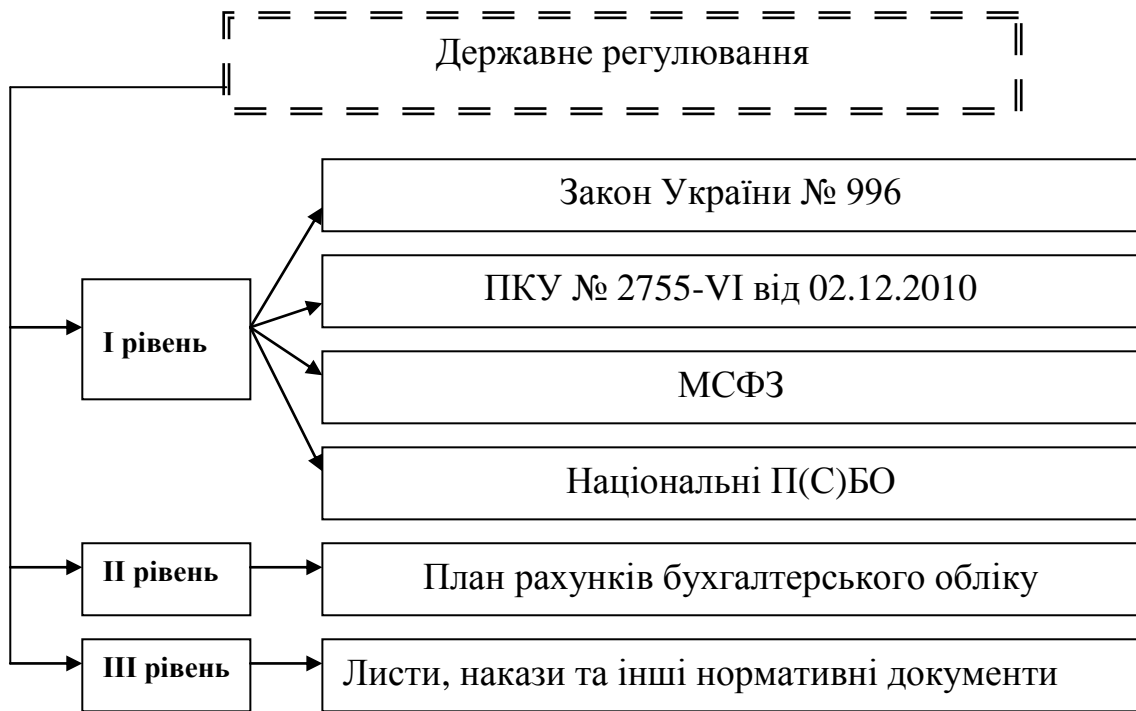 Державне регулювання
Закон України № 996
ПКУ № 2755-VI від 02.12.2010
І рівень
МСФЗ
Національні П(С)БО
ІІ рівень
План рахунків бухгалтерського обліку
ІІІ рівень
Листи, накази та інші нормативні документи